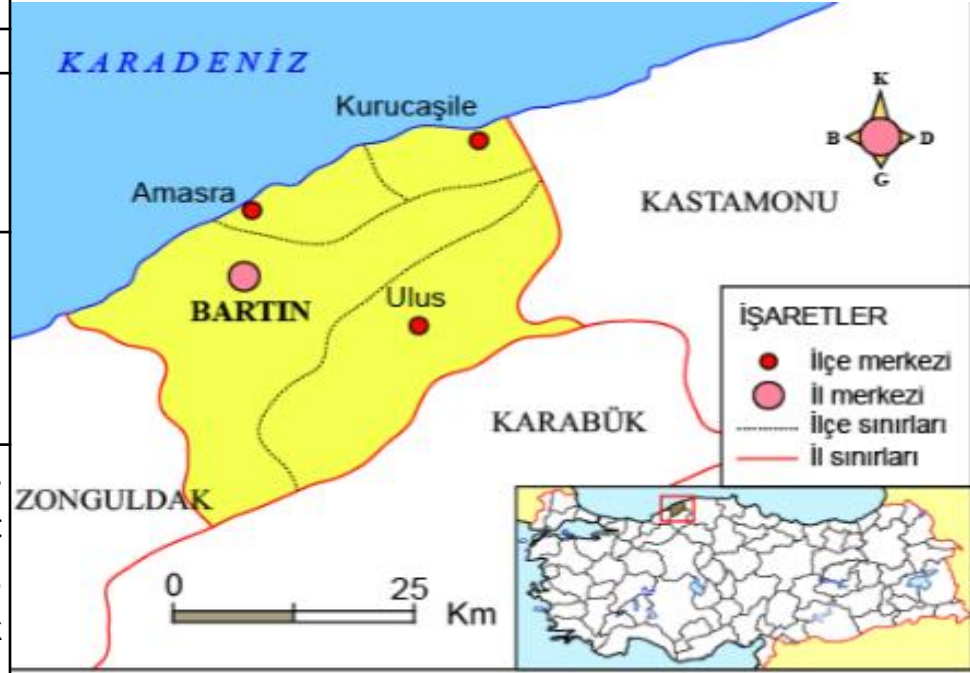 KARADENİZ
Kurucaşile
K
B D
G
Amasra
KASTAMONU
BARTIN
Ulus
İŞARETLER
İlçe merkezi
İl merkezi
İlçe sınırları
İl sınırları
KARABÜK
ZONGULDAK
0 25 Km